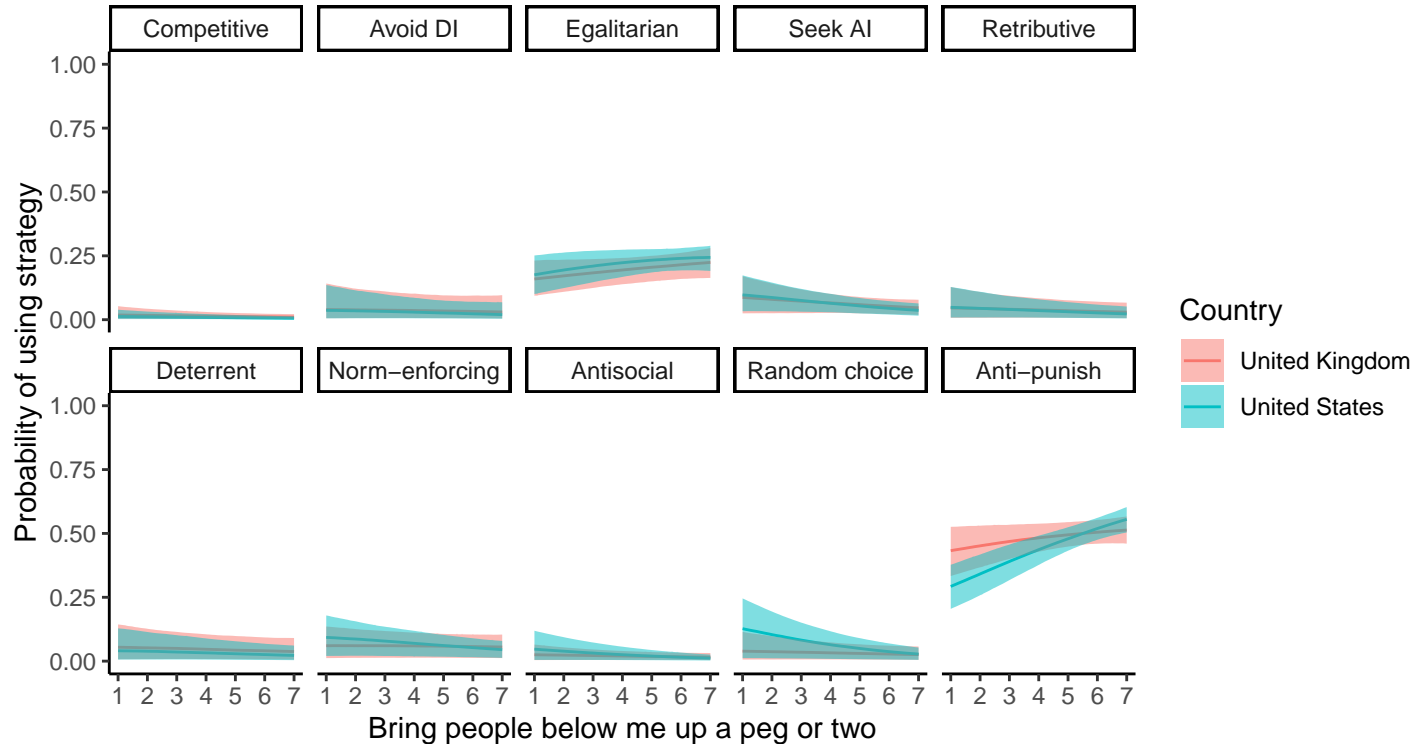 Competitive Avoid DI Egalitarian Seek AI Retributive
1.00
0.75
0.50
0.25
0.00
Deterrent Norm−enforcing Antisocial Random choice Anti−punish
1.00
0.75
0.50
0.25
0.00
1 2 3 4 5 6 7 1 2 3 4 5 6 7 1 2 3 4 5 6 7 1 2 3 4 5 6 7 1 2 3 4 5 6 7
Bring people below me up a peg or two
Probability of using strategy
Country
United Kingdom
United States